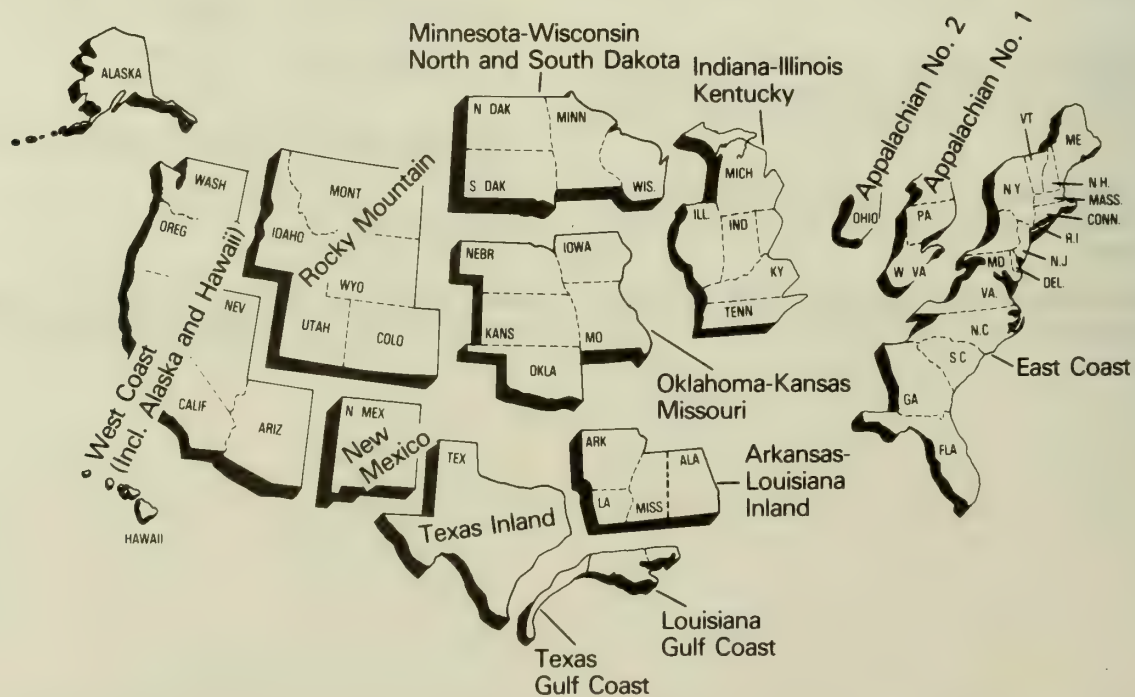 Minnesota-Wisconsin
North and South Dakota
Indiana-Illinois
Kentucky
Appalachian No. 2
Appalachian No. 1
ALASKA
WASH
OREG
NEV
CALIF
ARIZ
West Coast
(Incl. Alaska and Hawaii)
HAWAII
MONT
IDAHO
WYO
UTAH
COLO
Rocky Mountain
N DAK
S DAK
MINN
WIS.
NEBR
IOWA
KANS
MO
OKLA
Oklahoma-Kansas
Missouri
MICH
ILL.
IND
KY
TENN
OHIO
PA
W VA
VT
ME
N Y
N.H.
MASS.
CONN.
R.I
N.J
DEL.
MD
VA.
N.C
S C
GA
FLA
East Coast
N MEX
New
Mexico
TEX
Texas Inland
ARK
LA
MISS
ALA
Arkansas-
Louisiana
Inland
Louisiana
Gulf Coast
Texas
Gulf Coast